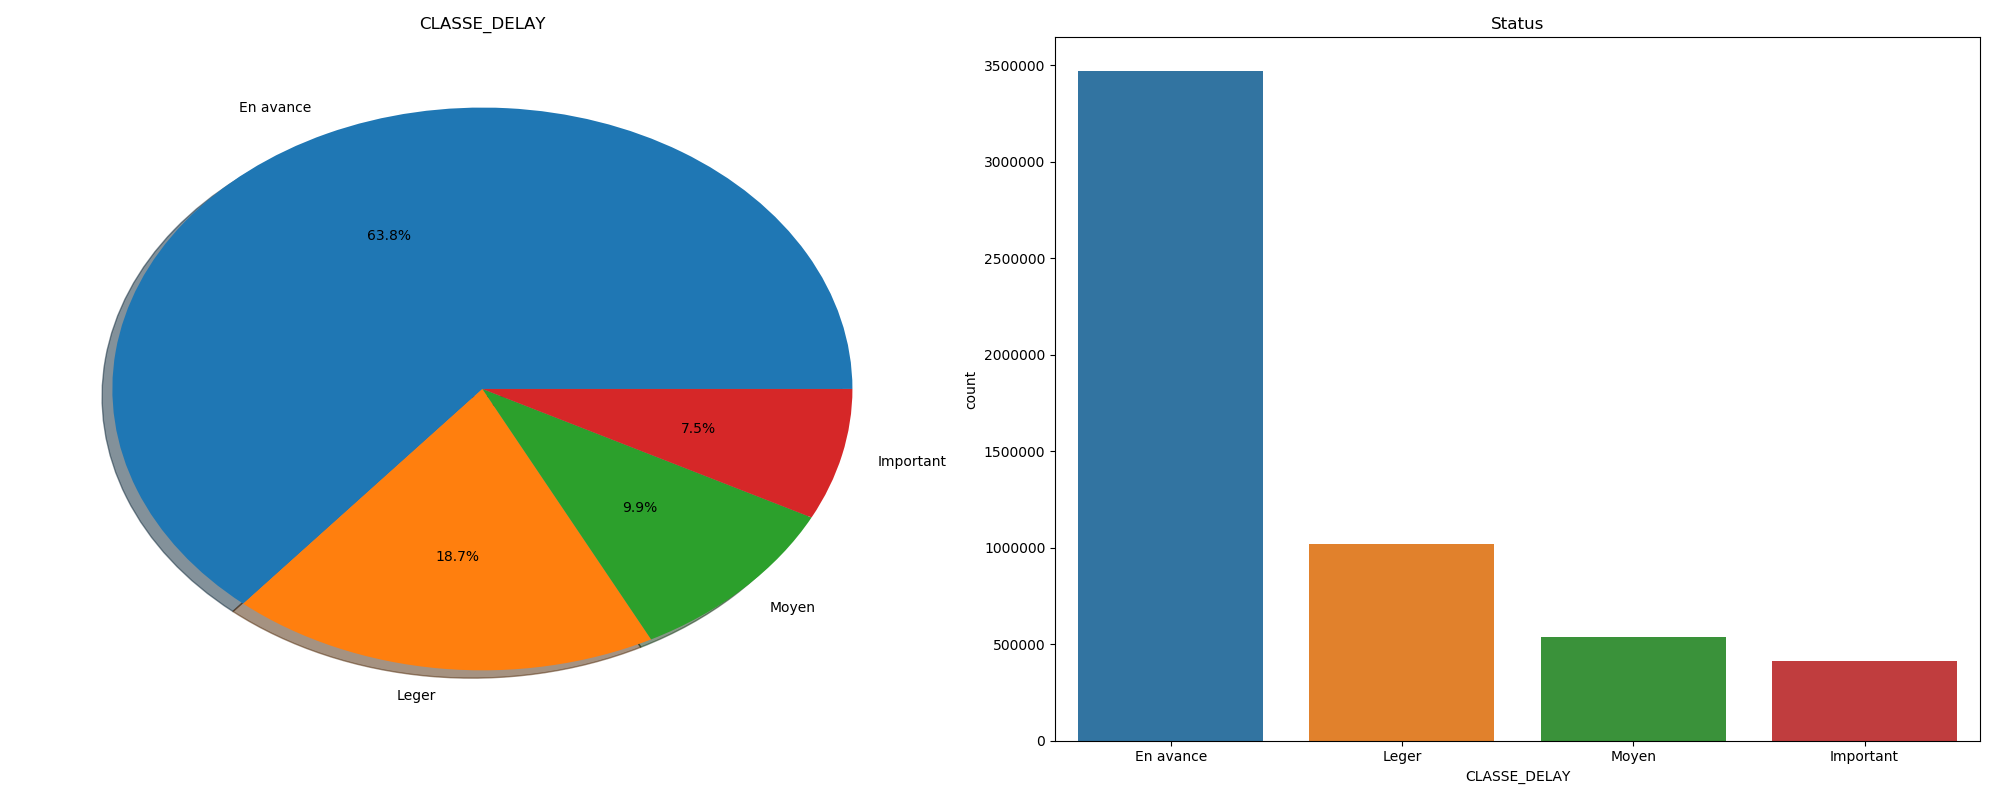 CLASSE_DELAY
En avance
63.8%
7.5%
Important
9.9%
18.7%
Moyen
Leger
Status
3500000
3000000
2500000
2000000
1500000
1000000
500000
0
count
En avance Leger Moyen Important
CLASSE_DELAY